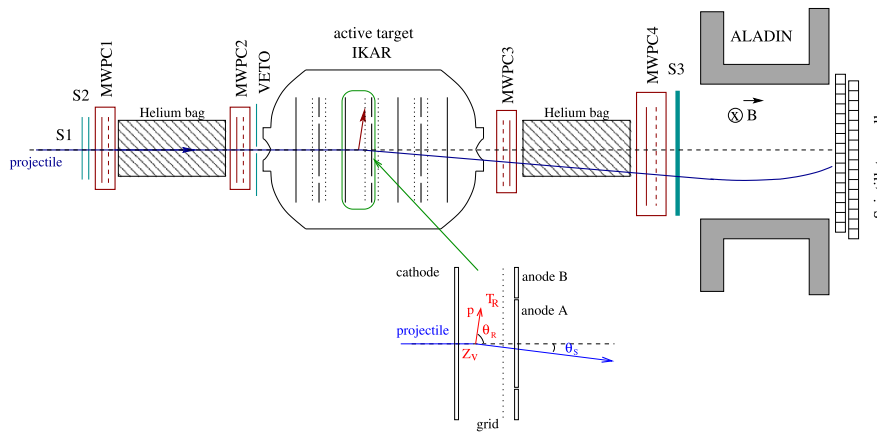 active target
IKAR
MWPC1
MWPC2
VETO
MWPC3
MWPC4
ALADIN
S3
S2
S1
Helium bag
Helium bag
B
projectile
cathode
anode B
anode A
T_R
p
θ_R
projectile
Z_V
θ_S
grid